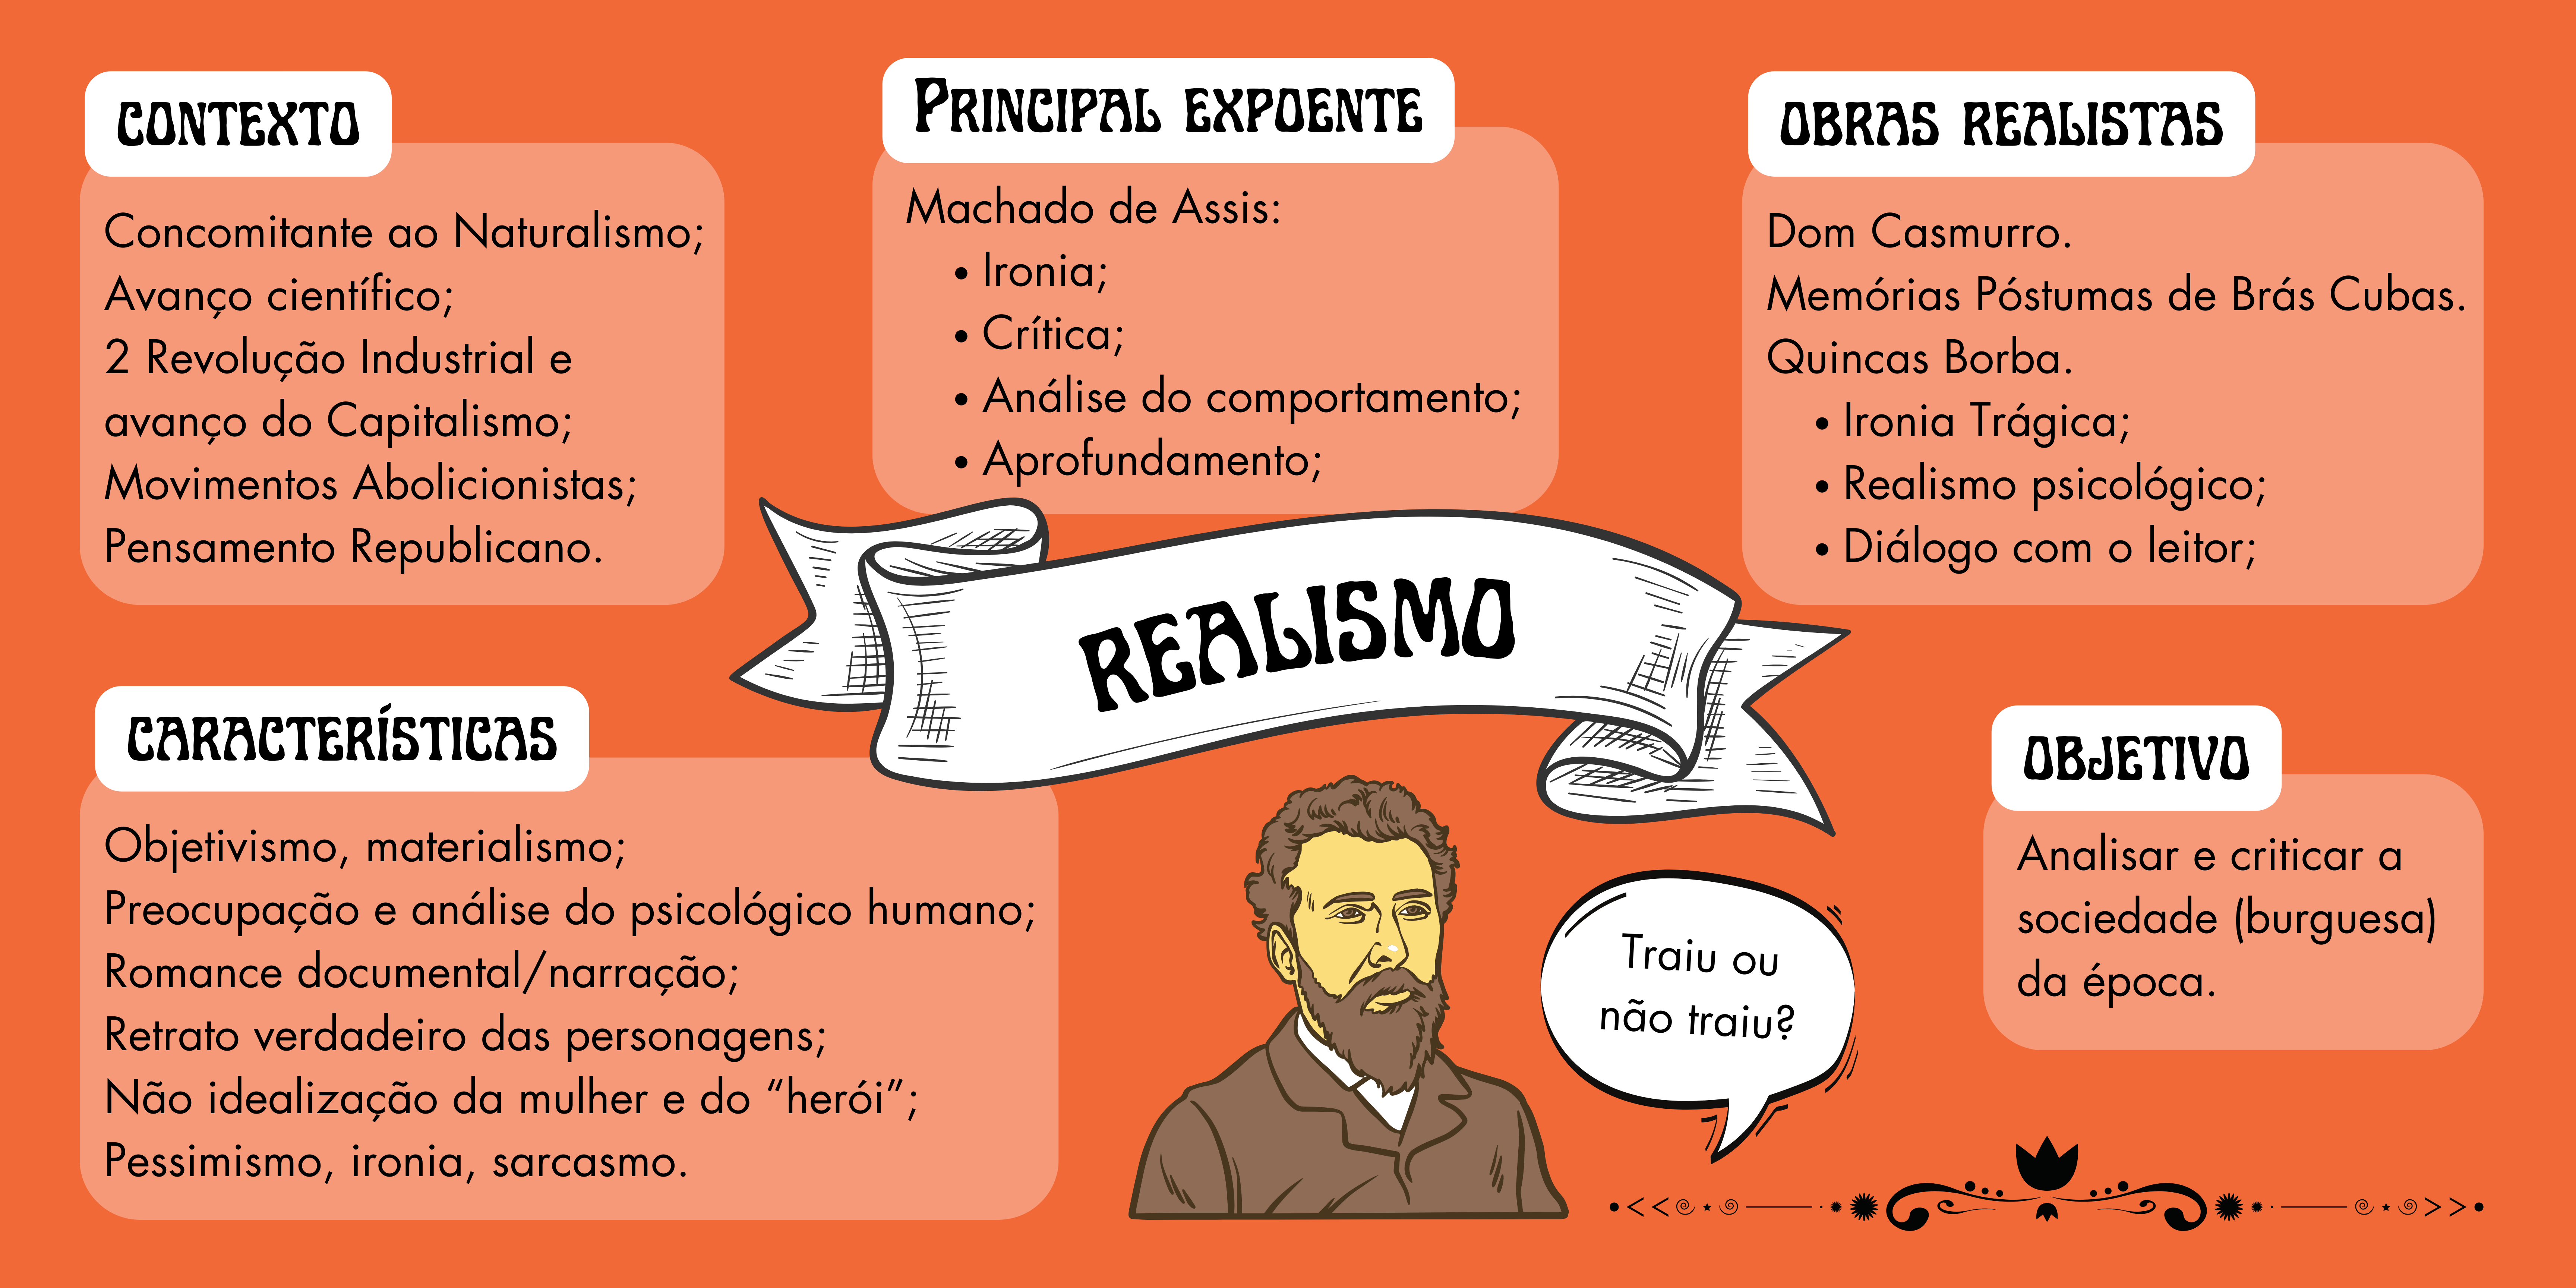 CONTEXTO
Concomitante ao Naturalismo;
Avanço científico;
2 Revolução Industrial e
avanço do Capitalismo;
Movimentos Abolicionistas;
Pensamento Republicano.
PRINCIPAL EXPOENTE
Machado de Assis:
• Ironia;
• Crítica;
• Análise do comportamento;
• Aprofundamento;
OBRAS REALISTAS
Dom Casmurro.
Memórias Póstumas de Brás Cubas.
Quincas Borba.
• Ironia Trágica;
• Realismo psicológico;
• Diálogo com o leitor;
REALISMO
CARACTERÍSTICAS
Objetivismo, materialismo;
Preocupação e análise do psicológico humano;
Romance documental/narração;
Retrato verdadeiro das personagens;
Não idealização da mulher e do “herói”;
Pessimismo, ironia, sarcasmo.
Traiu ou
não traiu?
OBJETIVO
Analisar e criticar a
sociedade (burguesa)
da época.